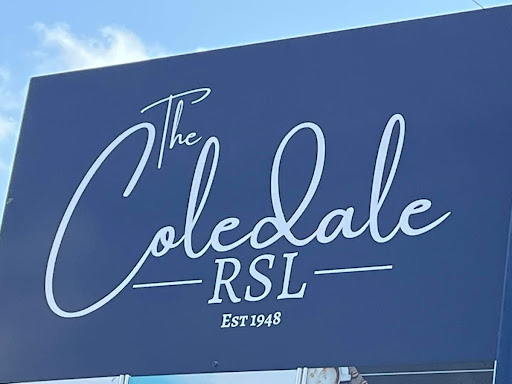 The
Coledale
RSL
EST 1948